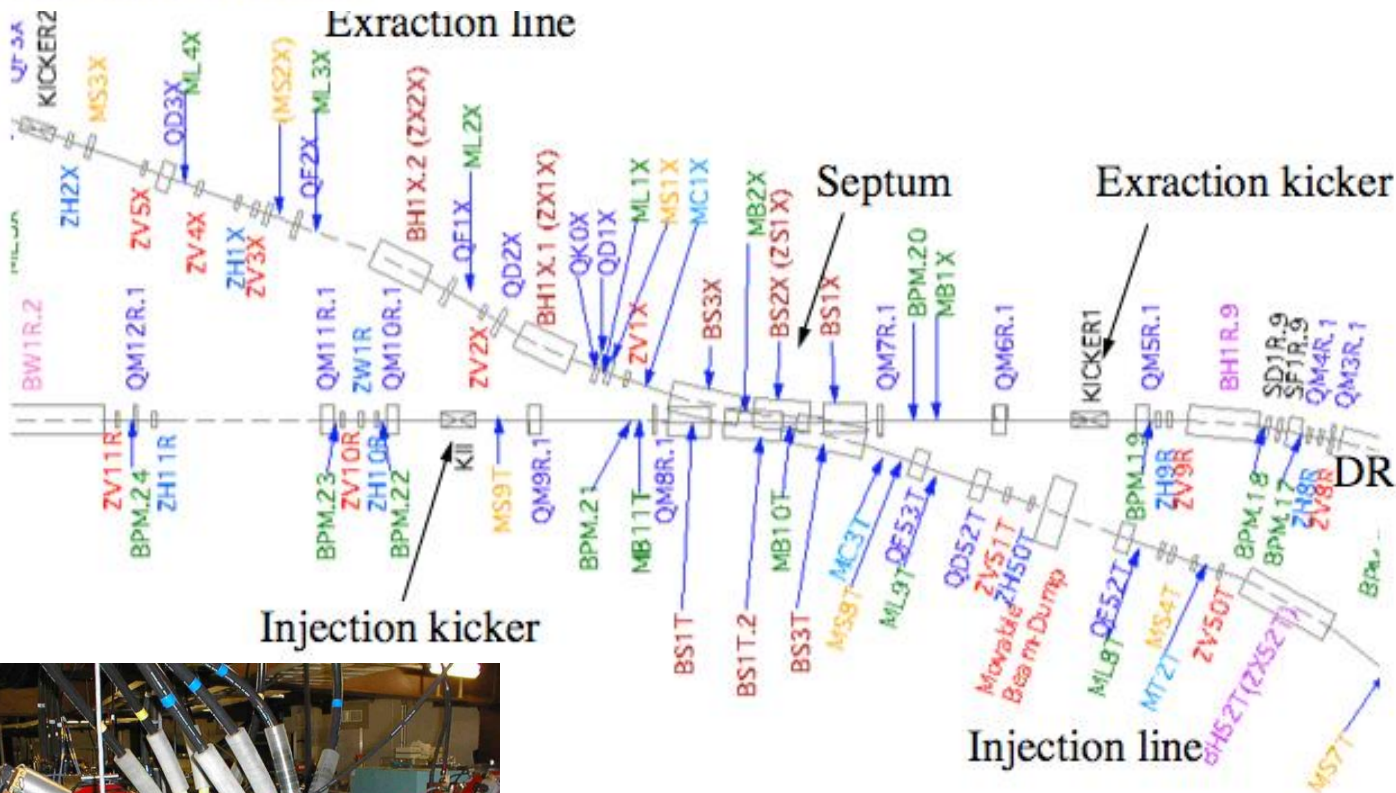 Exraction line
KICKER2
MS3X
QD3X
ML4X
(MS2X)
QF2X
ML3X
BH1X.2 (ZX2X)
QF1X
ML2X
QD2X
BH1X.1 (ZX1X)
QK0X
QD1X
ML1X
MS1X
MC1X
BS3X
MB2X
BS2X (ZS1X)
BS1X
Septum
Exraction kicker
ZH2X
ZV5X
ZV4X
ZH1X
ZV3X
ZV2X
ZV1X
BW1R.2
QM12R.1
QM11R.1
ZW1R
QM10R.1
QM7R.1
BPM.20
MB1X
QM6R.1
KICKER1
QM5R.1
BH1R.9
SD1R.9
SF1R.9
QM4R.1
QM3R.1
ZV11R
BPM.24
ZH11R
BPM.23
ZV10R
ZH10R
BPM.22
KII
MS9T
QM9R.1
BPM.21
MB11T
QM8R.1
BS1T
BS1T.2
MB10T
BS3T
MC3T
MS8T
QF53T
ML9T
QD52T
ZV51T
ZH50T
Movable
Beam-Dump
BPM.19
ZH9R
ZV9R
BPM.18
BPM.17
ZH8R
ZV8R
DR
QF52T
ML8T
MS4T
MT2T
ZV50T
BH52T(ZX52T)
MS7T
Injection kicker
Injection line